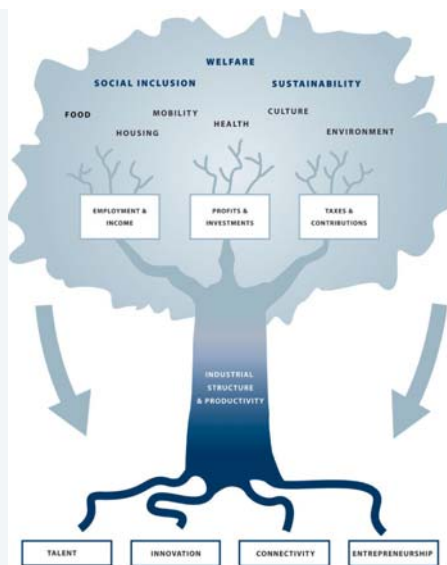 WELFARE
SOCIAL INCLUSION
SUSTAINABILITY
FOOD
MOBILITY
CULTURE
HOUSING
HEALTH
ENVIRONMENT
EMPLOYMENT &
INCOME
PROFITS &
INVESTMENTS
TAXES &
CONTRIBUTIONS
INDUSTRIAL
STRUCTURE
& PRODUCTIVITY
TALENT
INNOVATION
CONNECTIVITY
ENTREPRENEURSHIP